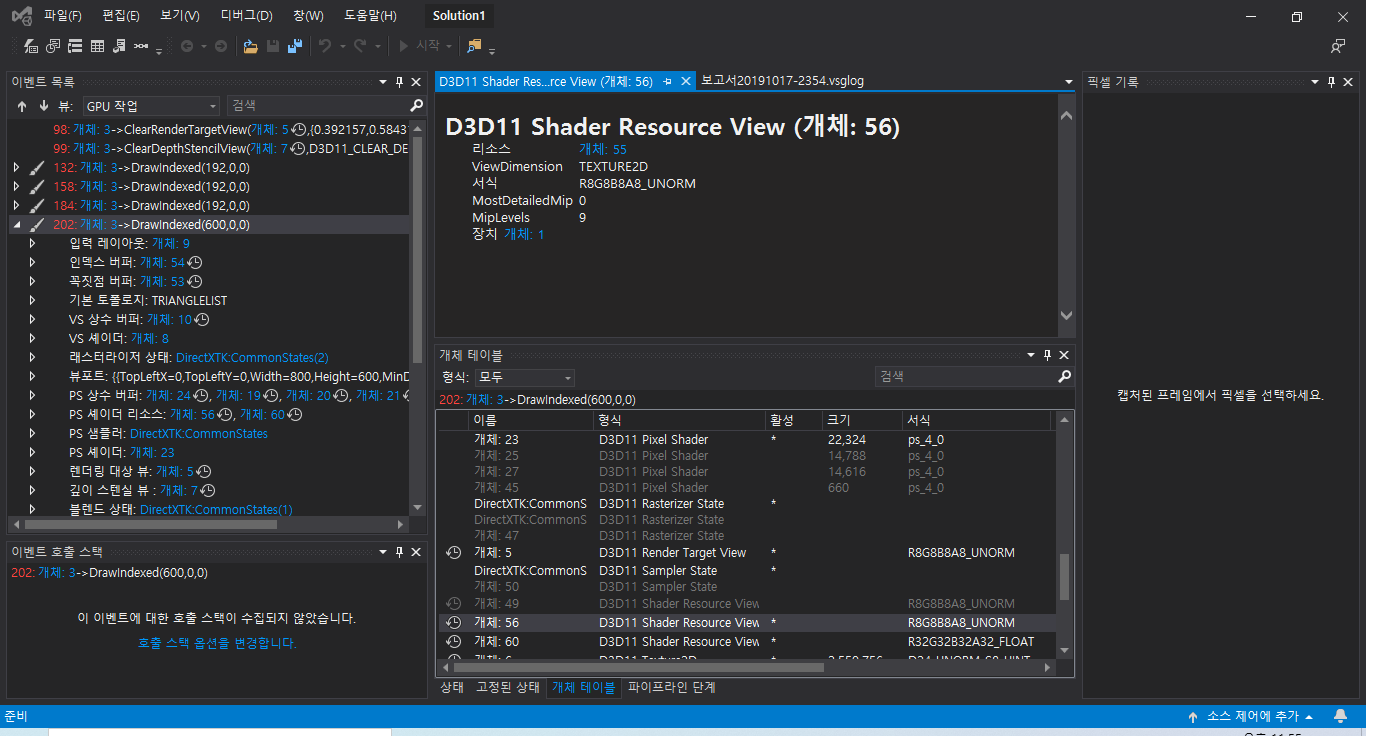 파일(F) 편집(E) 보기(V) 디버그(D) 창(W) 도움말(H) Solution1
시작
이벤트 목록
뷰: GPU 작업 검색
98: 개체: 3->ClearRenderTargetView(개체: 5 ,{0.392157,0.5843
99: 개체: 3->ClearDepthStencilView(개체: 7 ,D3D11_CLEAR_DE
132: 개체: 3->DrawIndexed(192,0,0)
158: 개체: 3->DrawIndexed(192,0,0)
184: 개체: 3->DrawIndexed(192,0,0)
202: 개체: 3->DrawIndexed(600,0,0)
입력 레이아웃: 개체: 9
인덱스 버퍼: 개체: 54
꼭짓점 버퍼: 개체: 53
기본 토폴로지: TRIANGLELIST
VS 상수 버퍼: 개체: 10
VS 셰이더: 개체: 8
래스터라이저 상태: DirectXTK:CommonStates(2)
뷰포트: {{TopLeftX=0,TopLeftY=0,Width=800,Height=600,MinD
PS 상수 버퍼: 개체: 24 , 개체: 19 , 개체: 20 , 개체: 21
PS 셰이더 리소스: 개체: 56 , 개체: 60
PS 샘플러: DirectXTK:CommonStates
PS 셰이더: 개체: 23
렌더링 대상 뷰: 개체: 5
깊이 스텐실 뷰 : 개체: 7
블렌드 상태: DirectXTK:CommonStates(1)
이벤트 호출 스택
202: 개체: 3->DrawIndexed(600,0,0)
이 이벤트에 대한 호출 스택이 수집되지 않았습니다.
호출 스택 옵션을 변경합니다.
D3D11 Shader Res...rce View (개체: 56) 보고서20191017-2354.vsglog
D3D11 Shader Resource View (개체: 56)
리소스 개체: 55
ViewDimension TEXTURE2D
서식 R8G8B8A8_UNORM
MostDetailedMip 0
MipLevels 9
장치 개체: 1
개체 테이블
형식: 모두 검색
202: 개체: 3->DrawIndexed(600,0,0)
이름 형식 활성 크기 서식
개체: 23 D3D11 Pixel Shader * 22,324 ps_4_0
개체: 25 D3D11 Pixel Shader 14,788 ps_4_0
개체: 27 D3D11 Pixel Shader 14,616 ps_4_0
개체: 45 D3D11 Pixel Shader 660 ps_4_0
DirectXTK:CommonS D3D11 Rasterizer State *
DirectXTK:CommonS D3D11 Rasterizer State
개체: 47 D3D11 Rasterizer State
개체: 5 D3D11 Render Target View * R8G8B8A8_UNORM
DirectXTK:CommonS D3D11 Sampler State *
개체: 50 D3D11 Sampler State
개체: 49 D3D11 Shader Resource View R8G8B8A8_UNORM
개체: 56 D3D11 Shader Resource View * R8G8B8A8_UNORM
개체: 60 D3D11 Shader Resource View * R32G32B32A32_FLOAT
상태 고정된 상태 개체 테이블 파이프라인 단계
픽셀 기록
캡처된 프레임에서 픽셀을 선택하세요.
준비 소스 제어에 추가